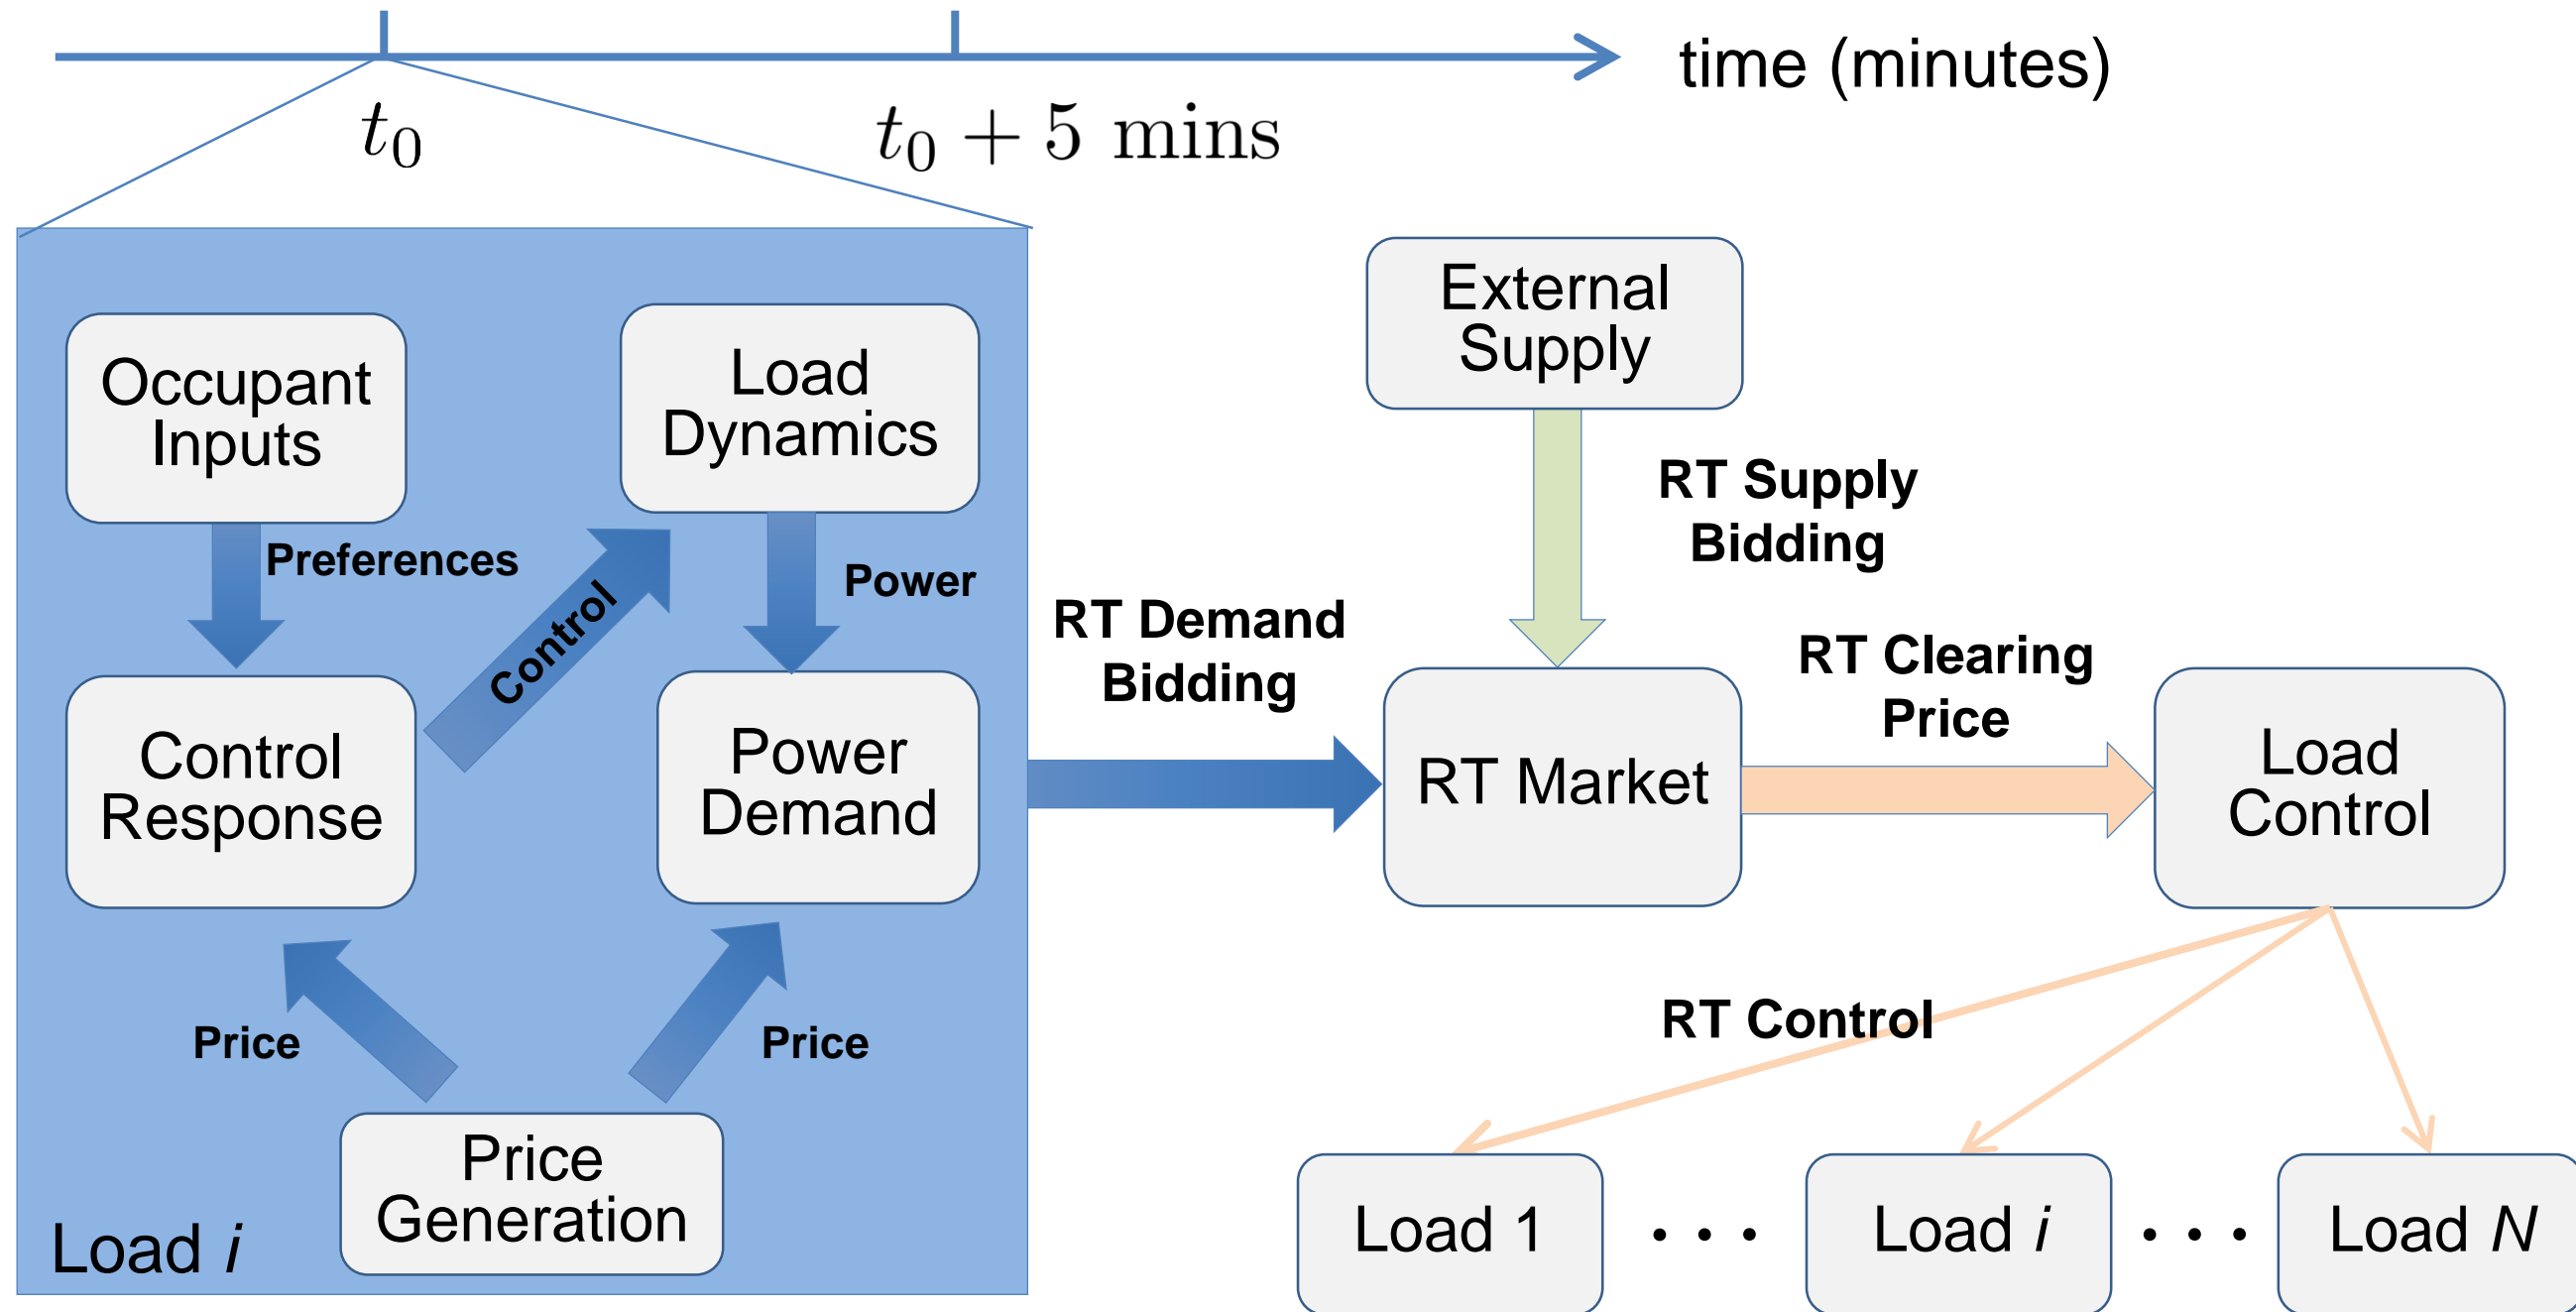 time (minutes)
t₀
t₀ + 5 mins
Occupant
Inputs
Load
Dynamics
Preferences
Control
Power
Control
Response
Power
Demand
Price
Price
Price
Generation
Load i
External
Supply
RT Supply
Bidding
RT Demand
Bidding
RT Market
RT Clearing
Price
Load
Control
RT Control
Load 1
. . .
Load i
. . .
Load N